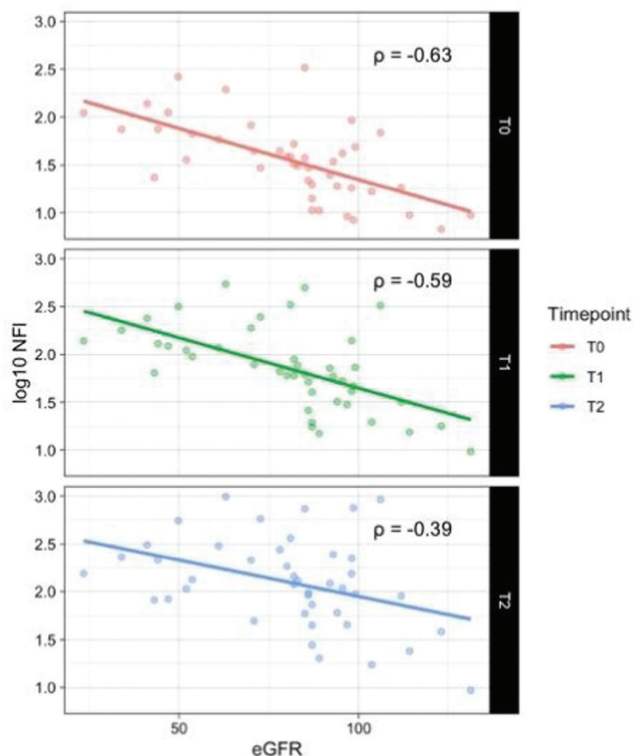 3.0
2.5
2.0
1.5
1.0
ρ = -0.63
T0
3.0
2.5
2.0
1.5
1.0
ρ = -0.59
T1
3.0
2.5
2.0
1.5
1.0
ρ = -0.39
T2
log10 NFl
50 100
eGFR
Timepoint
T0
T1
T2